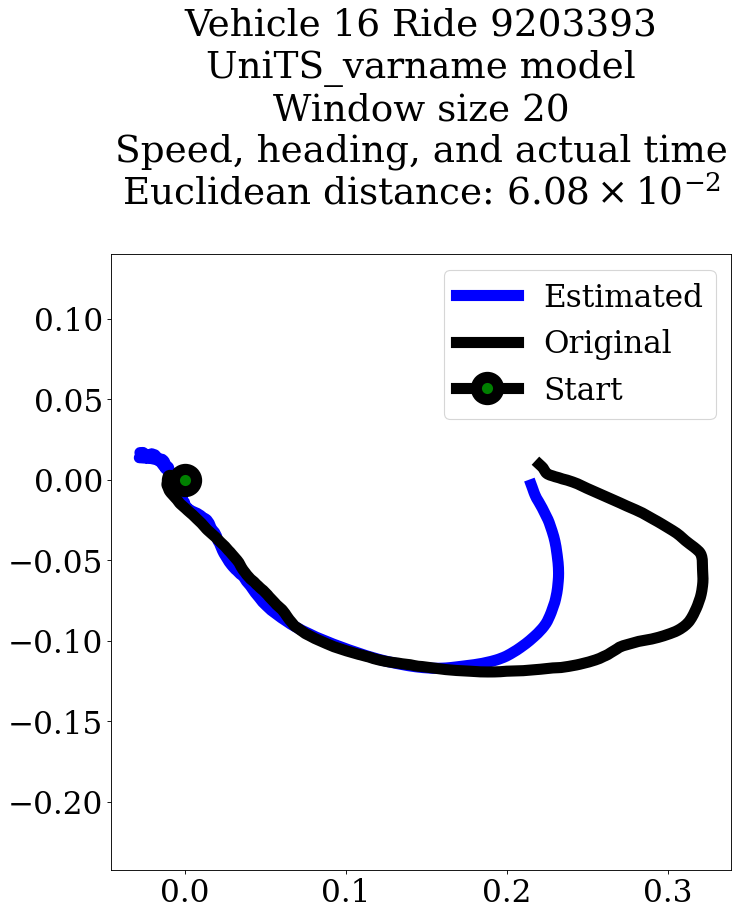 Vehicle 16 Ride 9203393
UniTS_varname model
Window size 20
Speed, heading, and actual time
Euclidean distance: 6.08 × 10⁻²
Estimated
Original
Start
0.10
0.05
0.00
−0.05
−0.10
−0.15
−0.20
0.0 0.1 0.2 0.3